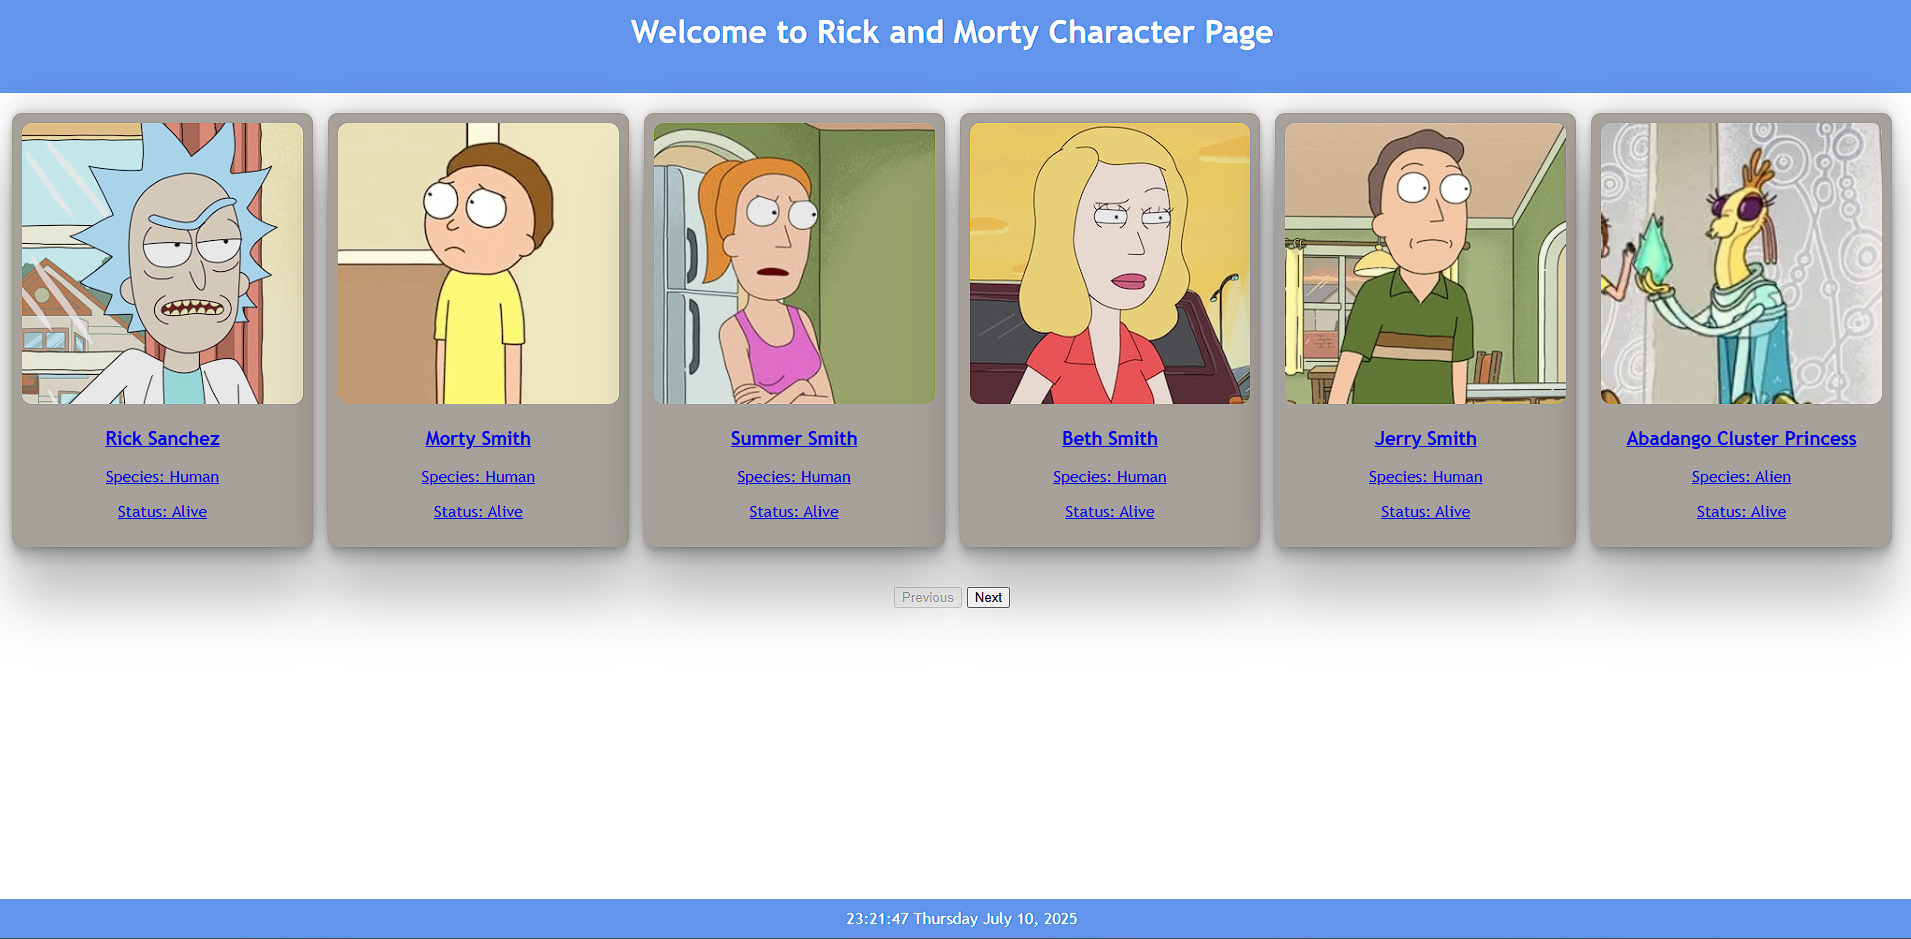 Welcome to Rick and Morty Character Page
Rick Sanchez
Species: Human
Status: Alive
Morty Smith
Species: Human
Status: Alive
Summer Smith
Species: Human
Status: Alive
Beth Smith
Species: Human
Status: Alive
Jerry Smith
Species: Human
Status: Alive
Abadango Cluster Princess
Species: Alien
Status: Alive
Previous Next
23:21:47 Thursday July 10, 2025